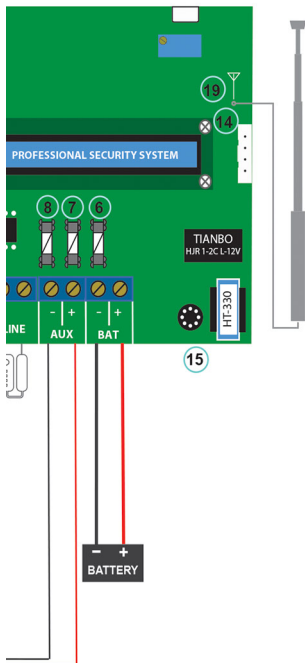 19
14
PROFESSIONAL SECURITY SYSTEM
8 7 6
TIANBO
HJR 1-2C L-12V
- + - +
LINE AUX BAT
HT-330
15
- +
BATTERY